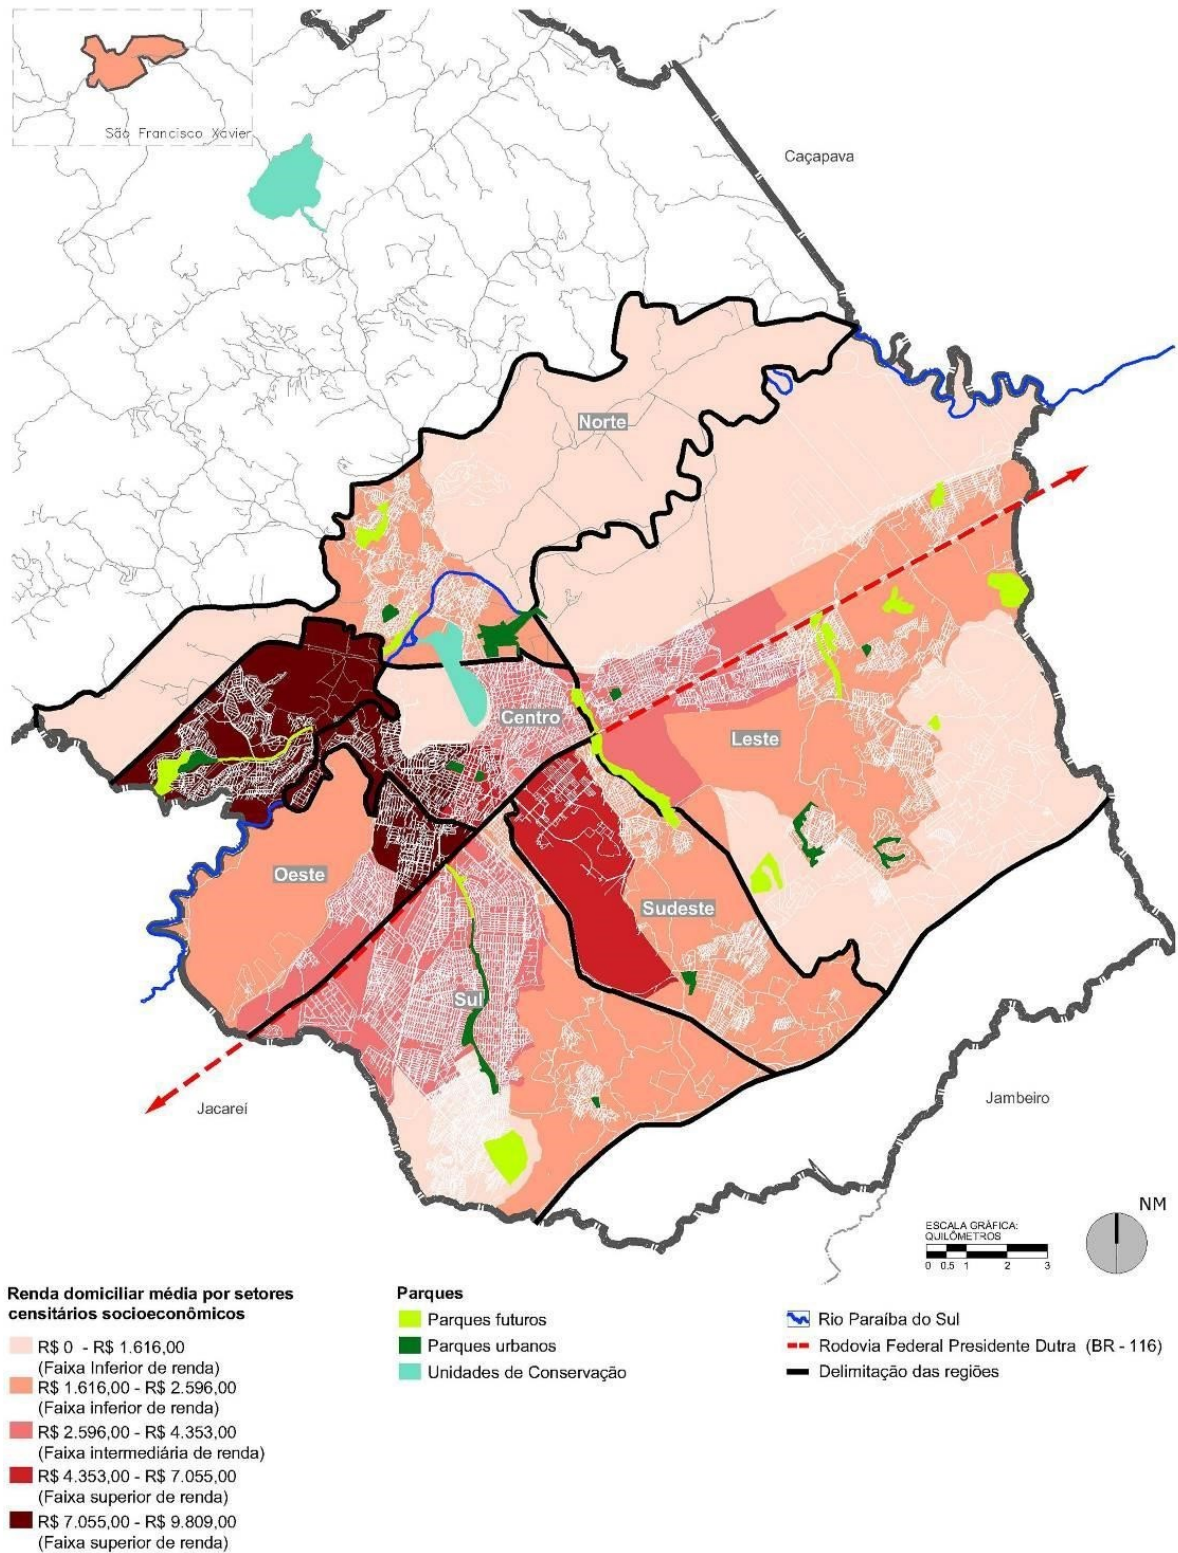 São Francisco Xávier
Caçapava
Norte
Centro
Leste
Oeste
Sudeste
Sul
Jacareí
Jambeiro
NM
ESCALA GRÁFICA:
QUILÔMETROS
0 0.5 1 2 3
Renda domiciliar média por setores
censitários socioeconômicos
R$ 0 - R$ 1.616,00
(Faixa Inferior de renda)
R$ 1.616,00 - R$ 2.596,00
(Faixa inferior de renda)
R$ 2.596,00 - R$ 4.353,00
(Faixa intermediária de renda)
R$ 4.353,00 - R$ 7.055,00
(Faixa superior de renda)
R$ 7.055,00 - R$ 9.809,00
(Faixa superior de renda)
Parques
Parques futuros
Parques urbanos
Unidades de Conservação
Rio Paraíba do Sul
Rodovia Federal Presidente Dutra (BR - 116)
Delimitação das regiões